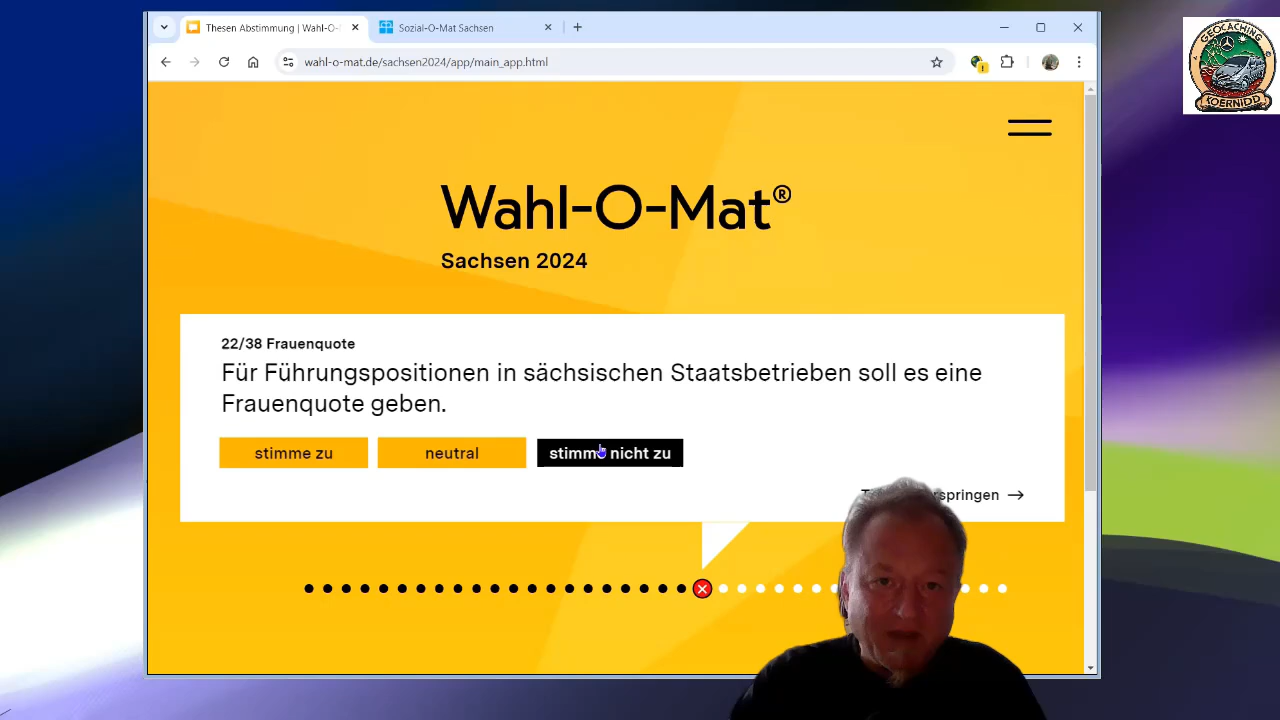 Thesen Abstimmung | Wahl-O-
Sozial-O-Mat Sachsen
wahl-o-mat.de/sachsen2024/app/main_app.html
GEOCACHING
KOERNIDD
Wahl-O-Mat®
Sachsen 2024
22/38 Frauenquote
Für Führungspositionen in sächsischen Staatsbetrieben soll es eine
Frauenquote geben.
stimme zu
neutral
stimme nicht zu